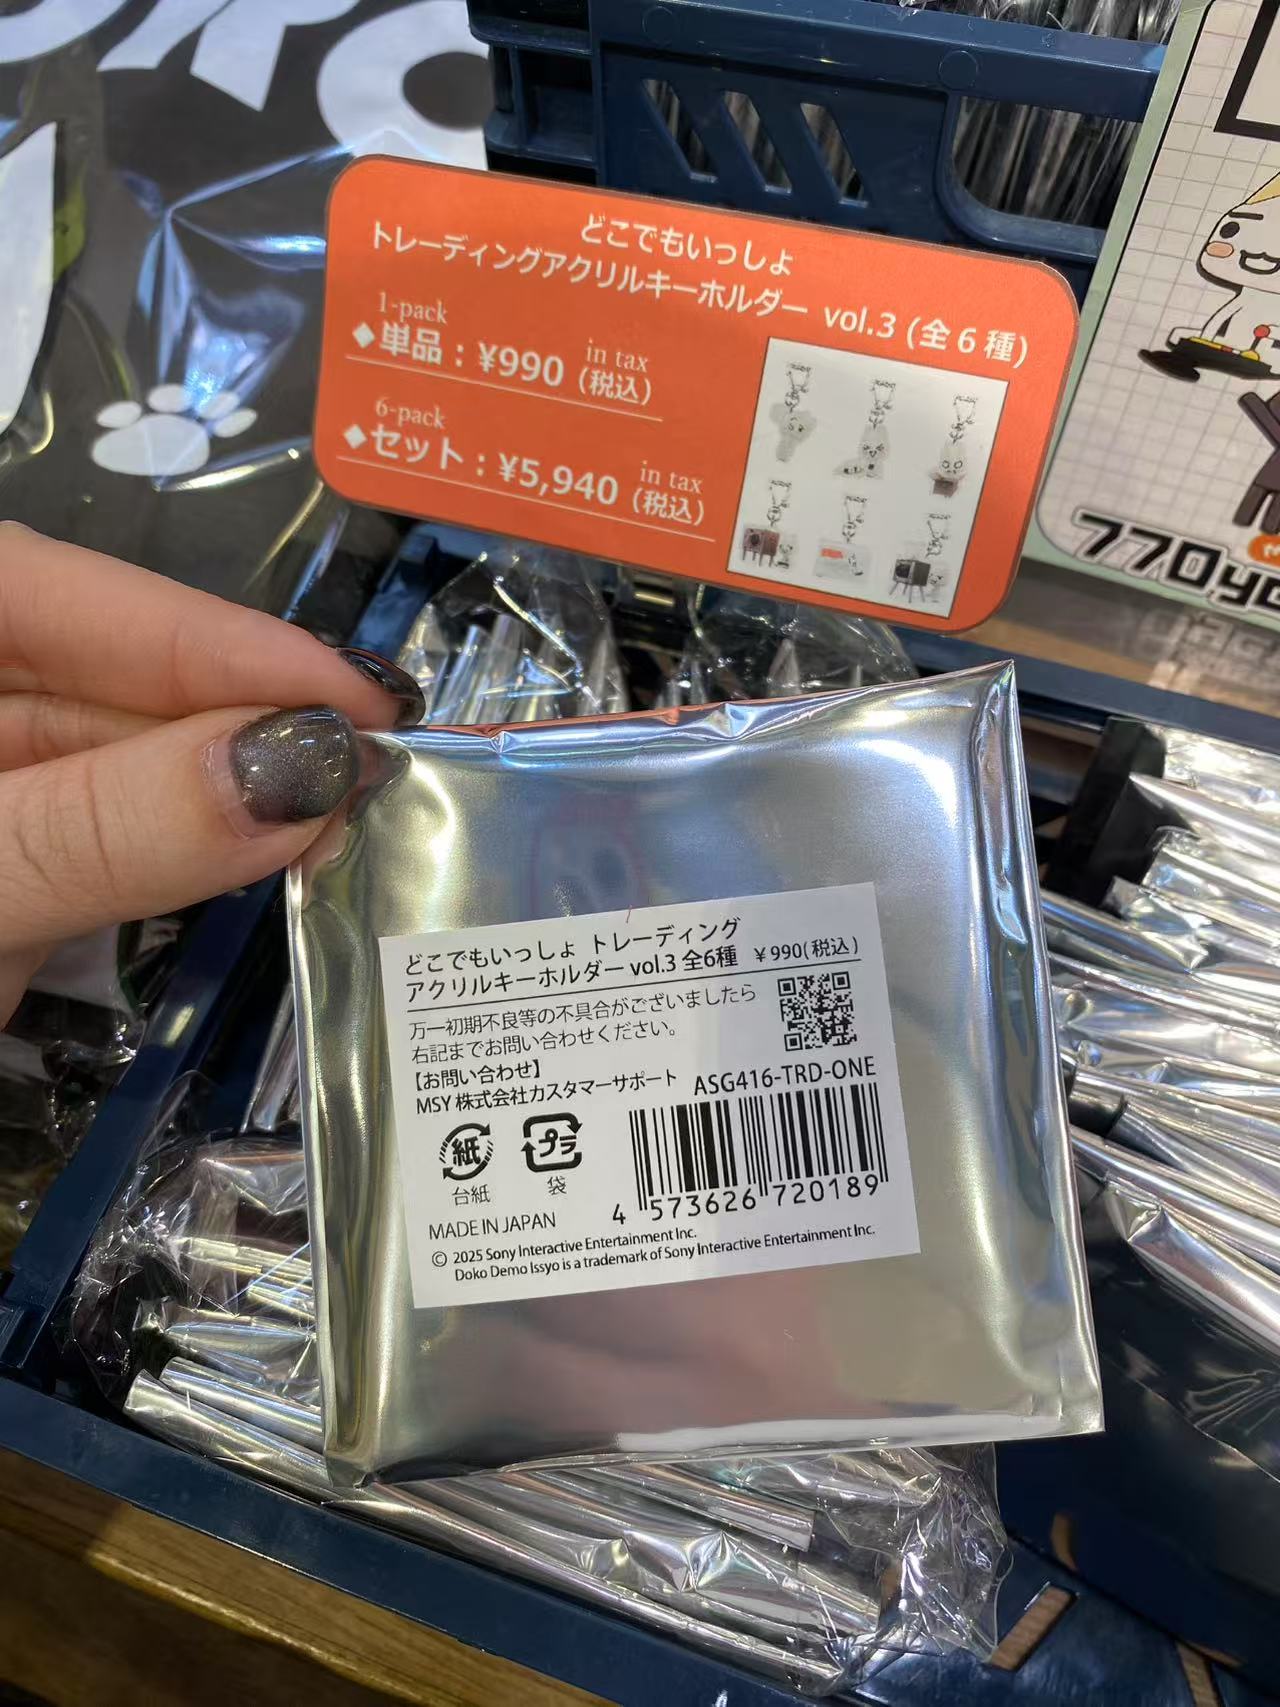 どこでもいっしょ
トレーディングアクリルキーホルダー vol.3 (全6種)
1-pack
◆単品：¥990 (税込)
in tax
6-pack
◆セット：¥5,940 (税込)
in tax
770
どこでもいっしょ トレーディング
アクリルキーホルダー vol.3 全6種 ¥990(税込)
万一初期不良等の不具合がございましたら
右記までお問い合わせください。
【お問い合わせ】
MSY 株式会社カスタマーサポート
ASG416-TRD-ONE
紙
台紙
プラ
袋
MADE IN JAPAN
4 573626 720189
© 2025 Sony Interactive Entertainment Inc.
Doko Demo Issyo is a trademark of Sony Interactive Entertainment Inc.